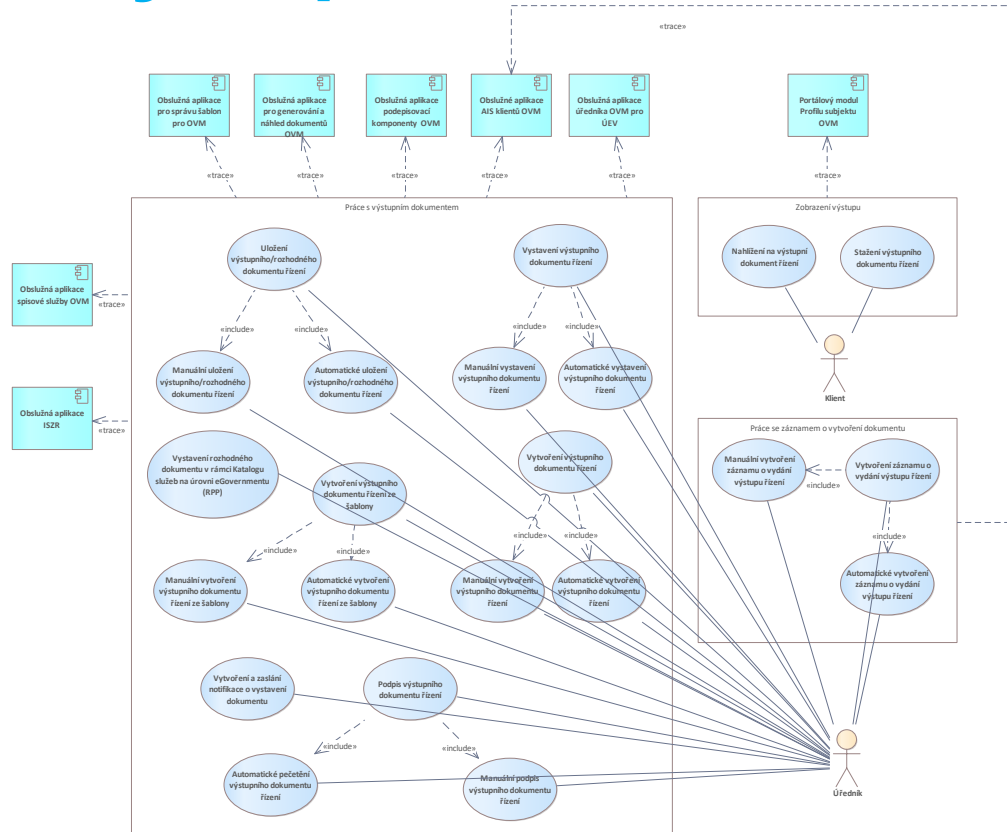 «trace»
Obslužná aplikace
pro správu šablon
pro OVM
Obslužná aplikace
pro generování a
náhled dokumentů
OVM
Obslužná aplikace
podepisovací
komponenty OVM
Obslužné aplikace
AIS klientů OVM
Obslužná aplikace
úředníka OVM pro
ÚEV
Portálový modul
Profilu subjektu
OVM
«trace»
«trace»
«trace»
«trace»
«trace»
«trace»
Práce s výstupním dokumentem
Zobrazení výstupu
Uložení
výstupního/rozhodného
dokumentu řízení
Vystavení výstupního
dokumentu řízení
Nahlížení na výstupní
dokument řízení
Stažení výstupního
dokumentu řízení
Obslužná aplikace
spisové služby OVM
«trace»
«include»
«include»
«include»
«include»
Manuální uložení
výstupního/rozhodného
dokumentu řízení
Automatické uložení
výstupního/rozhodného
dokumentu řízení
Manuální vystavení
výstupního dokumentu
řízení
Automatické vystavení
výstupního dokumentu
řízení
Klient
Obslužná aplikace
ISZR
«trace»
Práce se záznamem o vytvoření dokumentu
Vystavení rozhodného
dokumentu v rámci Katalogu
služeb na úrovni eGovernmentu
(RPP)
Vytvoření výstupního
dokumentu řízení ze
šablony
Vytvoření výstupního
dokumentu řízení
Manuální vytvoření
záznamu o vydání
výstupu řízení
Vytvoření záznamu o
vydání výstupu řízení
«include»
«include»
«include»
«include»
«include»
«include»
Manuální vytvoření
výstupního dokumentu
řízení ze šablony
Automatické vytvoření
výstupního dokumentu
řízení ze šablony
Manuální vytvoření
výstupního dokumentu
řízení
Automatické vytvoření
výstupního dokumentu
řízení
Automatické vytvoření
záznamu o vydání
výstupu řízení
Vytvoření a zaslání
notifikace o vystavení
dokumentu
Podpis výstupního
dokumentu řízení
«include»
«include»
Automatické pečetění
výstupního dokumentu
řízení
Manuální podpis
výstupního dokumentu
řízení
Úředník